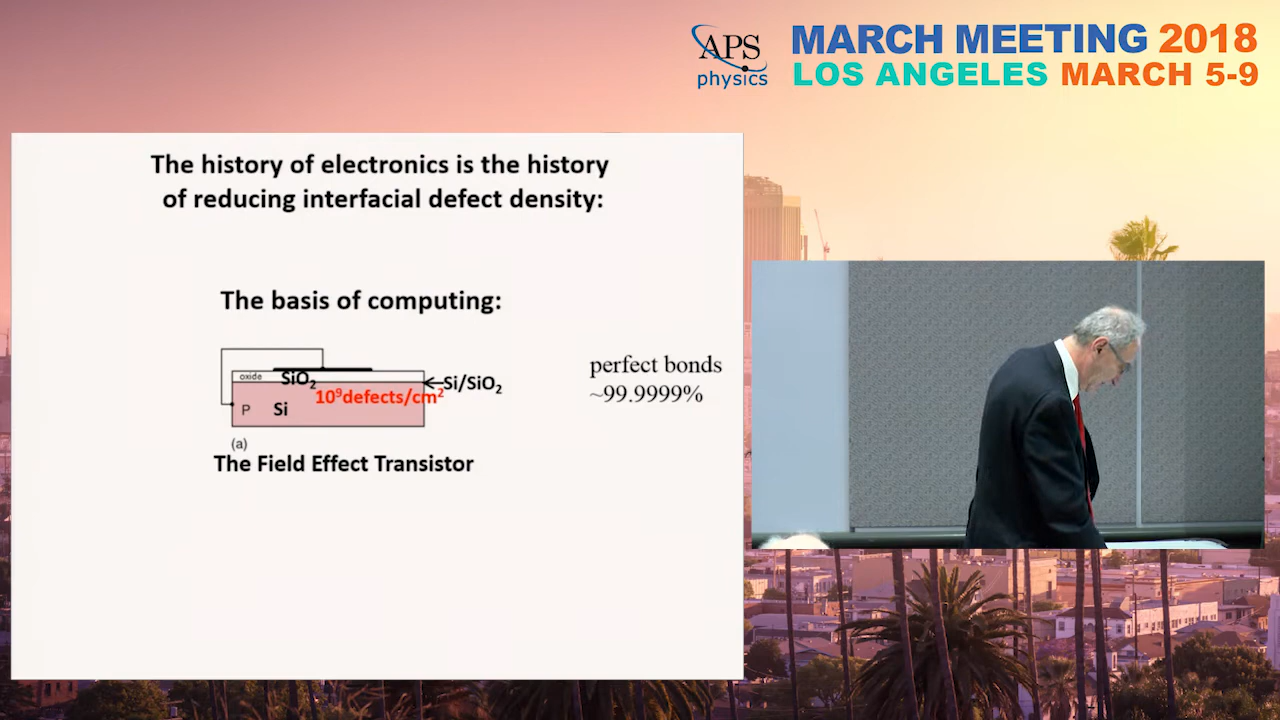 APS
physics
MARCH MEETING 2018
LOS ANGELES MARCH 5-9
The history of electronics is the history
of reducing interfacial defect density:
The basis of computing:
oxide SiO₂
Si/SiO₂
10⁹defects/cm²
P Si
(a)
The Field Effect Transistor
perfect bonds
~99.9999%